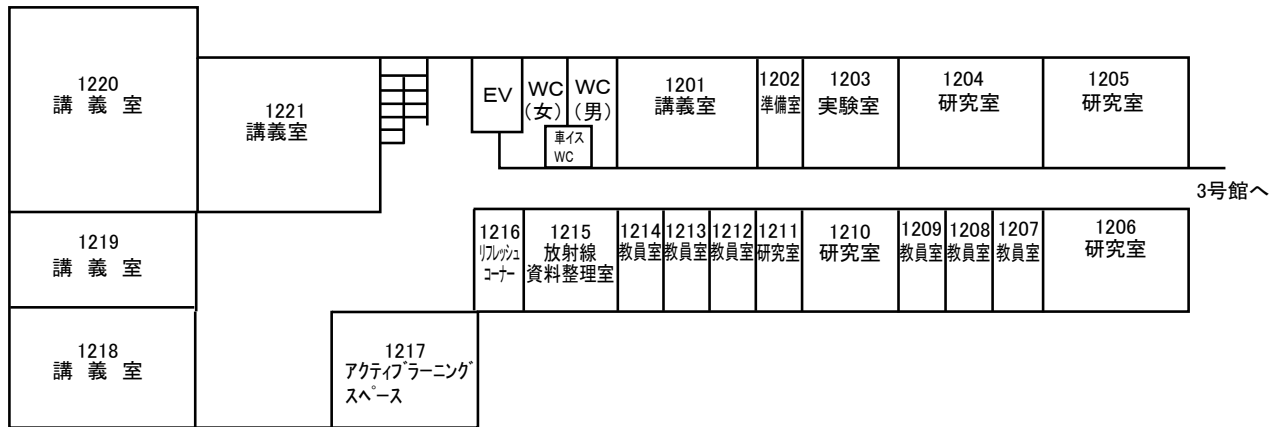 1220
講 義 室
1221
講義室
EV
WC
(女)
WC
(男)
車イス
WC
1201
講義室
1202
準備室
1203
実験室
1204
研究室
1205
研究室
3号館へ
1219
講 義 室
1216
リフレッシュ
コーナー
1215
放射線
資料整理室
1214
教員室
1213
教員室
1212
教員室
1211
研究室
1210
研究室
1209
教員室
1208
教員室
1207
教員室
1206
研究室
1218
講 義 室
1217
アクティブラーニング
スペース